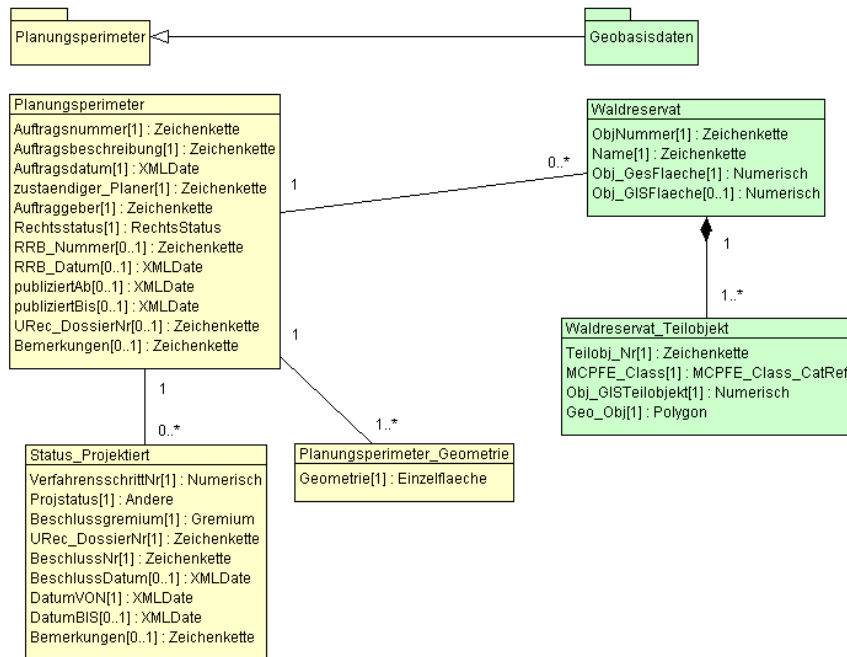 Planungsperimeter
Geobasisdaten
Planungsperimeter
Auftragsnummer[1] : Zeichenkette
Auftragsbeschreibung[1] : Zeichenkette
Auftragsdatum[1] : XMLDate
zustaendiger_Planer[1] : Zeichenkette
Auftraggeber[1] : Zeichenkette
Rechtsstatus[1] : RechtsStatus
RRB_Nummer[0..1] : Zeichenkette
RRB_Datum[0..1] : XMLDate
publiziertAb[0..1] : XMLDate
publiziertBis[0..1] : XMLDate
URec_DossierNr[0..1] : Zeichenkette
Bemerkungen[0..1] : Zeichenkette
1
0..*
Waldreservat
ObjNummer[1] : Zeichenkette
Name[1] : Zeichenkette
Obj_GesFlaeche[1] : Numerisch
Obj_GISFlaeche[0..1] : Numerisch
1
1..*
Waldreservat_Teilobjekt
Teilobj_Nr[1] : Zeichenkette
MCPFE_Class[1] : MCPFE_Class_CatRef
Obj_GISTeilobjekt[1] : Numerisch
Geo_Obj[1] : Polygon
1
1..*
1
0..*
Status_Projektiert
VerfahrensschrittNr[1] : Numerisch
Projstatus[1] : Andere
Beschlussgremium[1] : Gremium
URec_DossierNr[1] : Zeichenkette
BeschlussNr[1] : Zeichenkette
BeschlussDatum[0..1] : XMLDate
DatumVON[1] : XMLDate
DatumBIS[0..1] : XMLDate
Bemerkungen[0..1] : Zeichenkette
Planungsperimeter_Geometrie
Geometrie[1] : Einzelflaeche